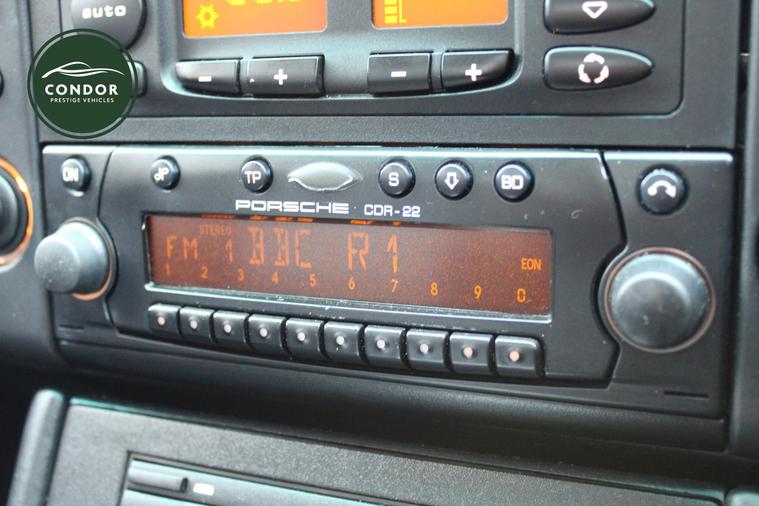 auto
CONDOR
PRESTIGE VEHICLES
- + - +
ON TP S BD
PORSCHE CDR-22
STEREO
FM 1 BBC R1
EON
1 2 3 4 5 6 7 8 9 0